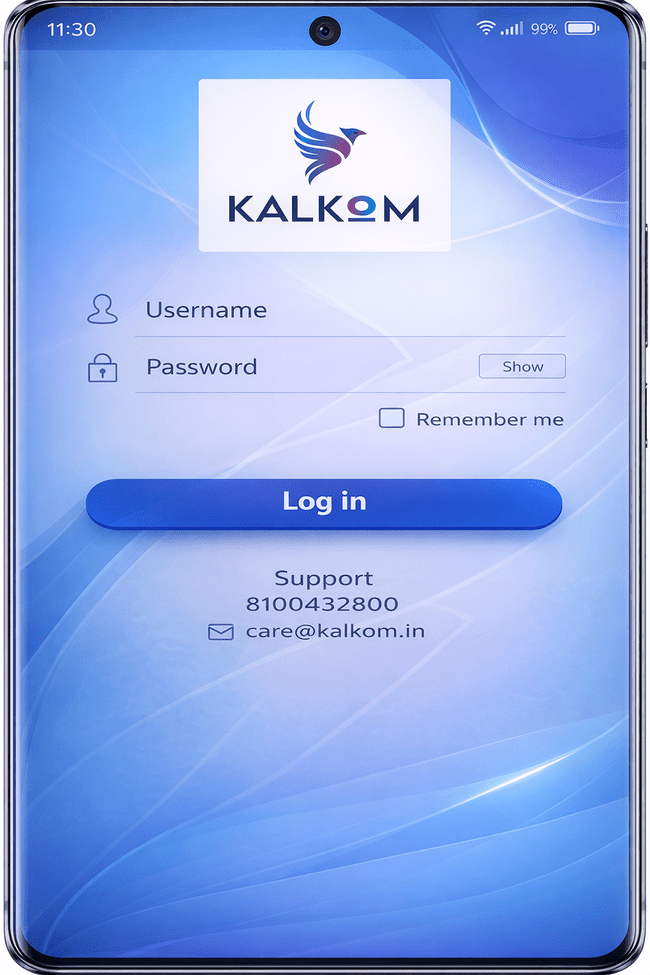 11:30 99%
KALKOM
Username
Password Show
Remember me
Log in
Support
8100432800
care@kalkom.in